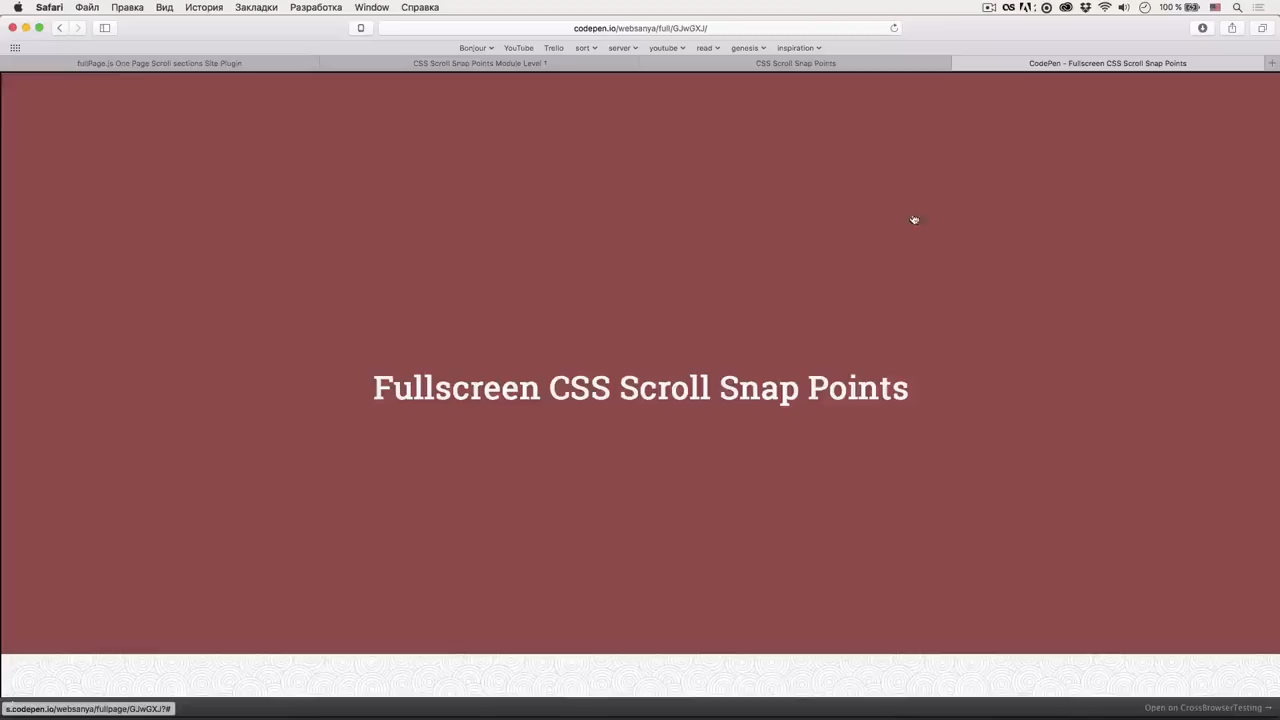 Safari Файл Правка Вид История Закладки Разработка Window Справка 100 %
codepen.io/websanya/full/GJwGXJ/
Bonjour YouTube Trello sort server youtube read genesis inspiration
fullPage.js One Page Scroll sections Site Plugin CSS Scroll Snap Points Module Level 1 CSS Scroll Snap Points CodePen - Fullscreen CSS Scroll Snap Points
Fullscreen CSS Scroll Snap Points
s.codepen.io/websanya/fullpage/GJwGXJ?# Open on CrossBrowserTesting →